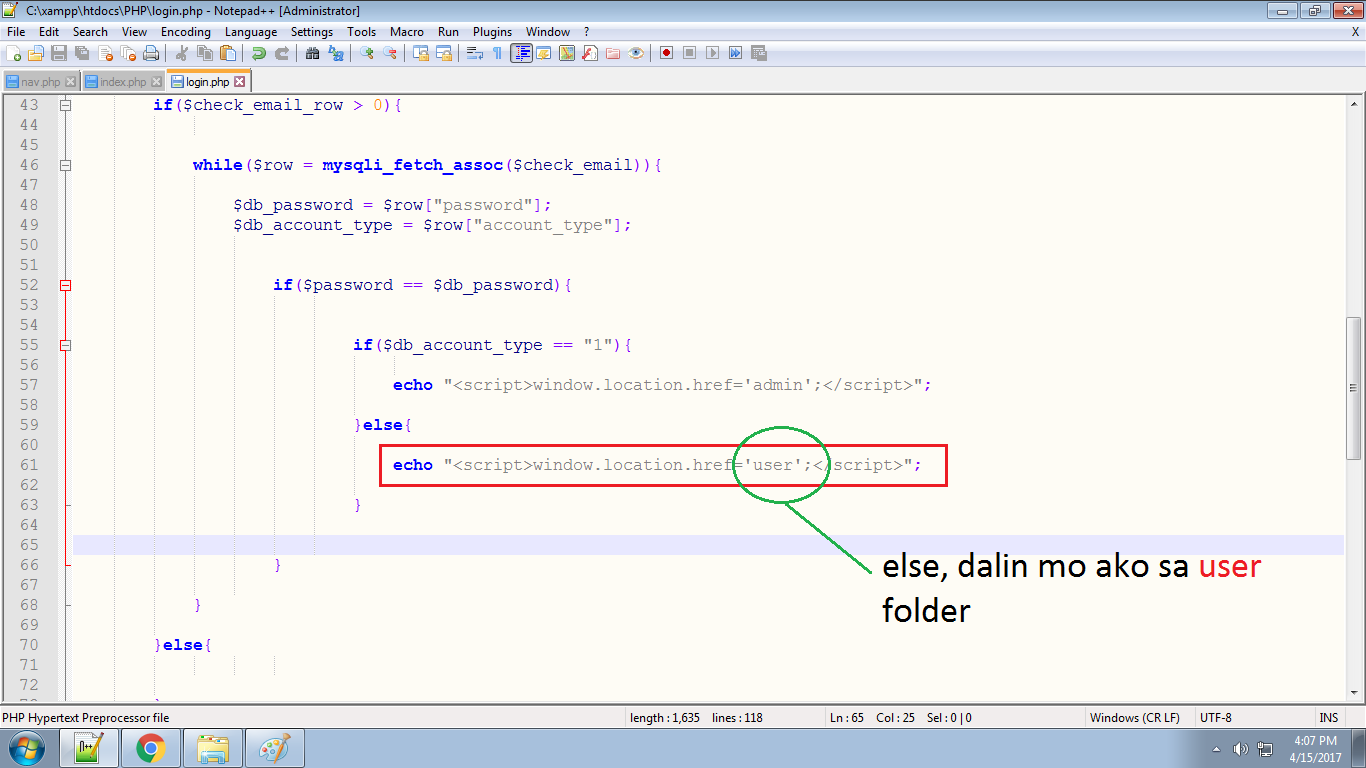 C:\xampp\htdocs\PHP\login.php - Notepad++ [Administrator]
File Edit Search View Encoding Language Settings Tools Macro Run Plugins Window ? X
nav.php index.php login.php
43 if($check_email_row > 0){
44
45
46 while($row = mysqli_fetch_assoc($check_email)){
47
48 $db_password = $row["password"];
49 $db_account_type = $row["account_type"];
50
51
52 if($password == $db_password){
53
54
55 if($db_account_type == "1"){
56
57 echo "<script>window.location.href='admin';</script>";
58
59 }else{
60
61 echo "<script>window.location.href='user';</script>";
62
63 }
64
65
66 }
67
68 }
69
70 }else{
71
72
else, dalin mo ako sa user
folder
PHP Hypertext Preprocessor file length : 1,635 lines : 118 Ln : 65 Col : 25 Sel : 0 | 0 Windows (CR LF) UTF-8 INS
4:07 PM
4/15/2017